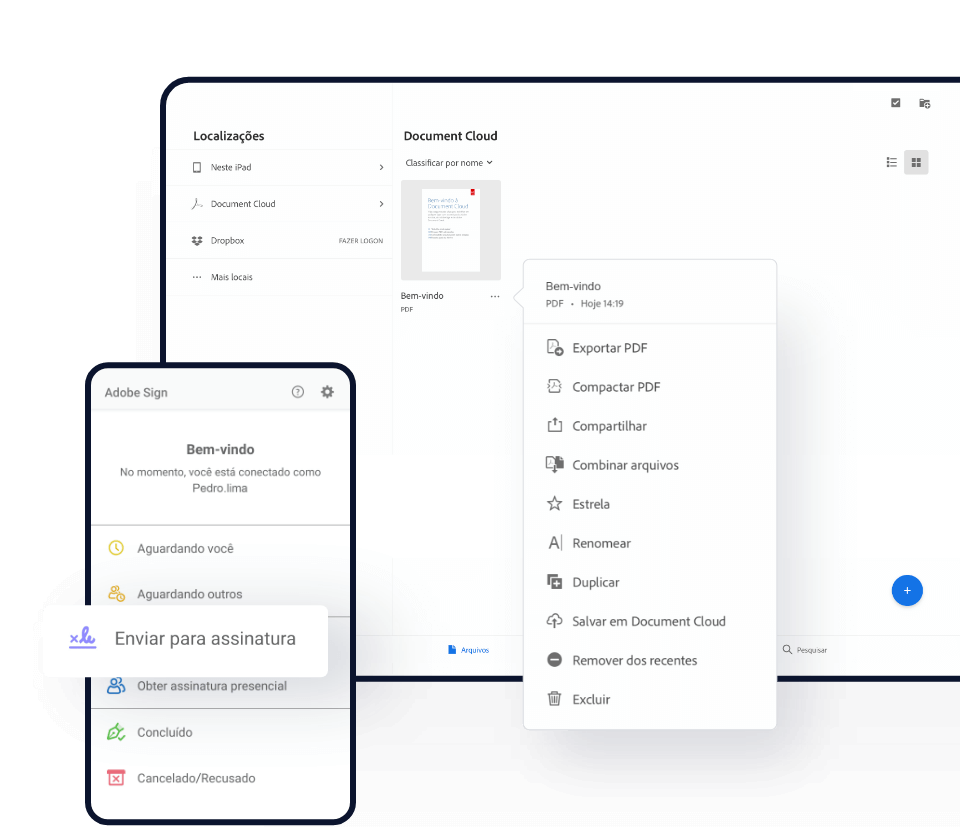 Localizações
Neste iPad
Document Cloud
Dropbox
FAZER LOGON
Mais locais
Document Cloud
Classificar por nome
Bem-vindo A
Document Cloud
Bem-vindo
PDF
Bem-vindo
PDF • Hoje 14:19
Exportar PDF
Compactar PDF
Compartilhar
Combinar arquivos
Estrela
Renomear
Duplicar
Salvar em Document Cloud
Remover dos recentes
Excluir
Arquivos
Pesquisar
Adobe Sign
Bem-vindo
No momento, você está conectado como
Pedro.lima
Aguardando você
Aguardando outros
Enviar para assinatura
Obter assinatura presencial
Concluído
Cancelado/Recusado